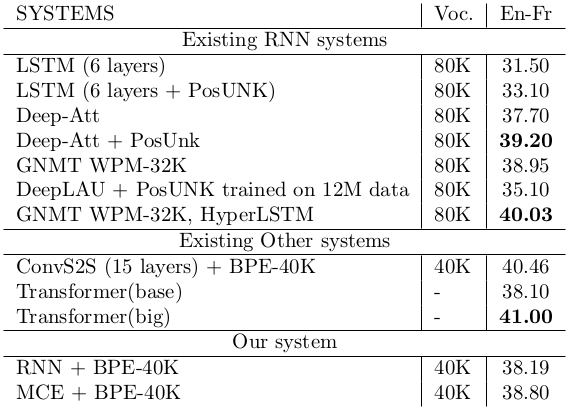 SYSTEMS Voc. En-Fr
Existing RNN systems
LSTM (6 layers) 80K 31.50
LSTM (6 layers + PosUNK) 80K 33.10
Deep-Att 80K 37.70
Deep-Att + PosUnk 80K 39.20
GNMT WPM-32K 80K 38.95
DeepLAU + PosUNK trained on 12M data 80K 35.10
GNMT WPM-32K, HyperLSTM 80K 40.03
Existing Other systems
ConvS2S (15 layers) + BPE-40K 40K 40.46
Transformer(base) - 38.10
Transformer(big) - 41.00
Our system
RNN + BPE-40K 40K 38.19
MCE + BPE-40K 40K 38.80